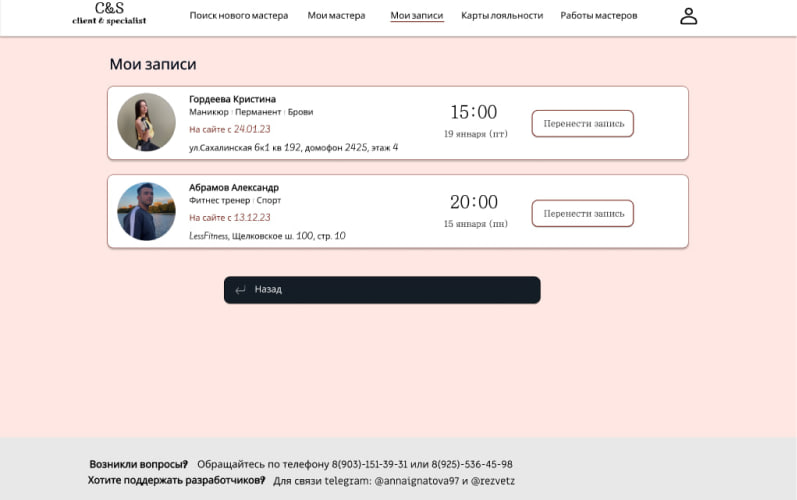 C&S
client & specialist
Поиск нового мастера Мои мастера Мои записи Карты лояльности Работы мастеров
Мои записи
Гордеева Кристина
Маникюр | Перманент | Брови
На сайте с 24.01.23
ул.Сахалинская 6к1 кв 192, домофон 2425, этаж 4
15:00
19 января (пт)
Перенести запись
Абрамов Александр
Фитнес тренер | Спорт
На сайте с 13.12.23
LessFitness, Щелковское ш. 100, стр. 10
20:00
15 января (пн)
Перенести запись
Назад
Возникли вопросы? Обращайтесь по телефону 8(903)-151-39-31 или 8(925)-536-45-98
Хотите поддержать разработчиков? Для связи telegram: @annaignatova97 и @rezvetz